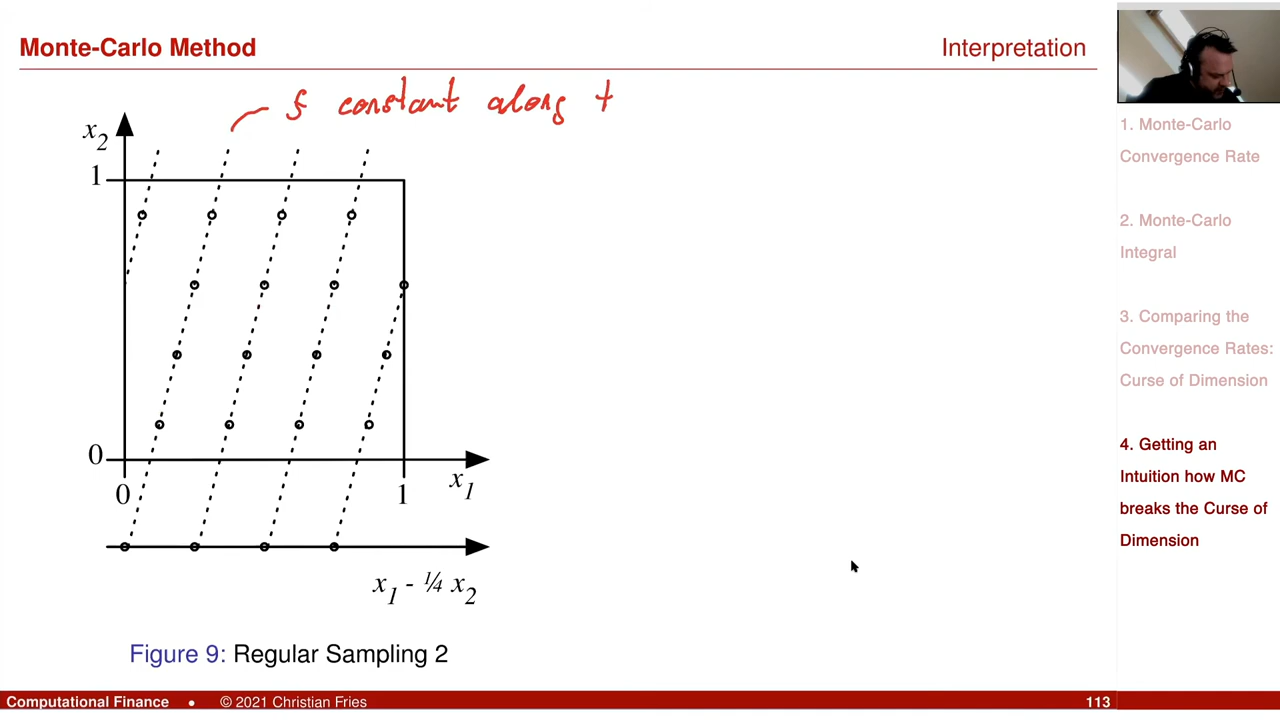 Monte-Carlo Method
Interpretation
f constant along t
x2
1
0
0
1
x1
x1 - ¼ x2
Figure 9: Regular Sampling 2
1. Monte-Carlo
Convergence Rate
2. Monte-Carlo
Integral
3. Comparing the
Convergence Rates:
Curse of Dimension
4. Getting an
Intuition how MC
breaks the Curse of
Dimension
Computational Finance • © 2021 Christian Fries
113